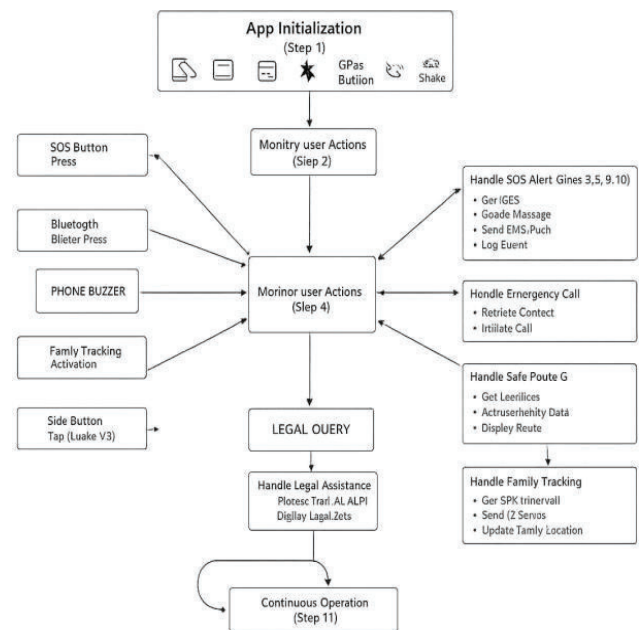 App Initialization
(Step 1)
GPas
Butiion
Shake
Monitry user Actions
(Siep 2)
SOS Button
Press
Bluetogth
Blieter Press
PHONE BUZZER
Famly Tracking
Activation
Side Button
Tap (Luake V3)
Morinor user Actions
(Slep 4)
Handle SOS Alert Gines 3,5, 9.10)
• Ger IGES
• Goade Massage
• Send EMS/Puch
• Log Euent
Hondle Ernergency Call
• Retriete Contect
• Irtiilate Call
Handle Safe Poute G
• Get Leerilices
• Actruserhehity Data
• Display Reute
Handle Family Tracking
• Ger SPK trinervall
• Send (2 Servos
• Update Tamly Location
LEGAL OUERY
Handle Legal Assistance
Plotesc Trarl .AL ALPI
Digllay Lagal.Zets
Continuous Operation
(Step 11)